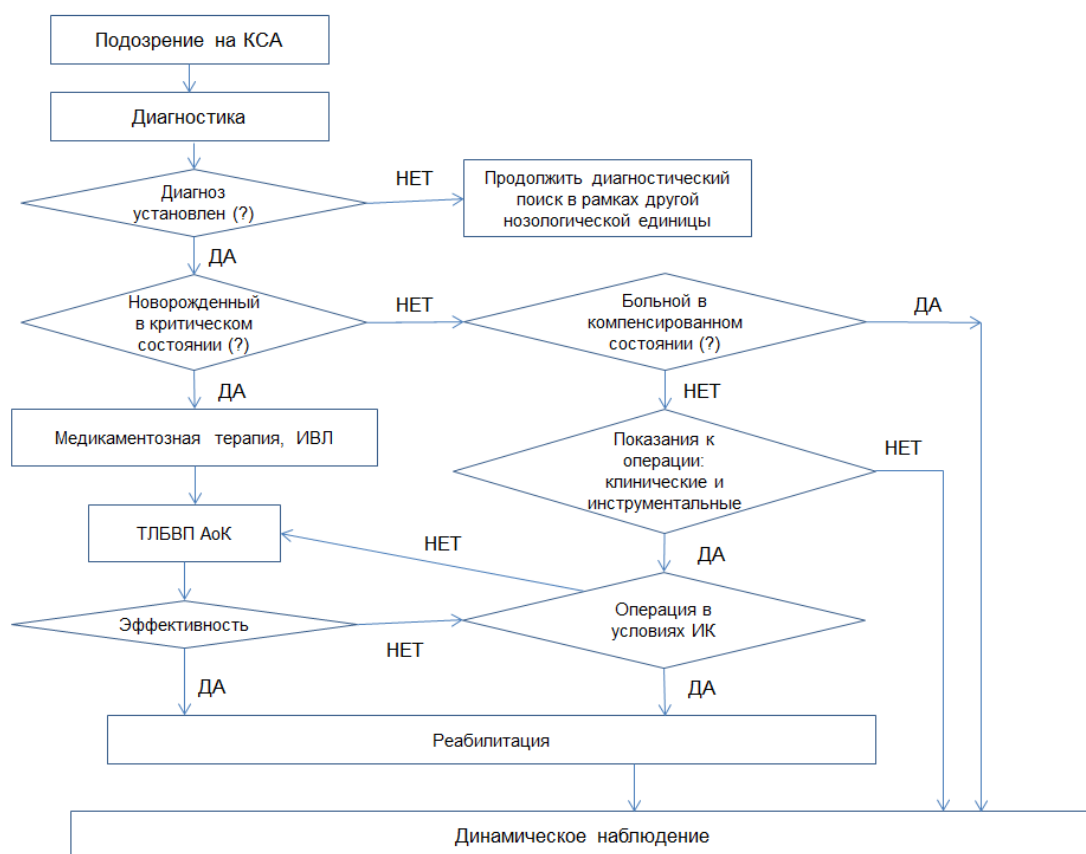 Подозрение на КСА
Диагностика
НЕТ
Диагноз
установлен (?)
Продолжить диагностический
поиск в рамках другой
нозологической единицы
ДА
Новорожденный
в критическом
состоянии (?)
НЕТ
Больной в
компенсированном
состоянии (?)
ДА
ДА
НЕТ
Медикаментозная терапия, ИВЛ
Показания к
операции:
клинические и
инструментальные
НЕТ
ТЛБВП АоК
НЕТ
ДА
Эффективность
НЕТ
Операция в
условиях ИК
ДА
ДА
Реабилитация
Динамическое наблюдение